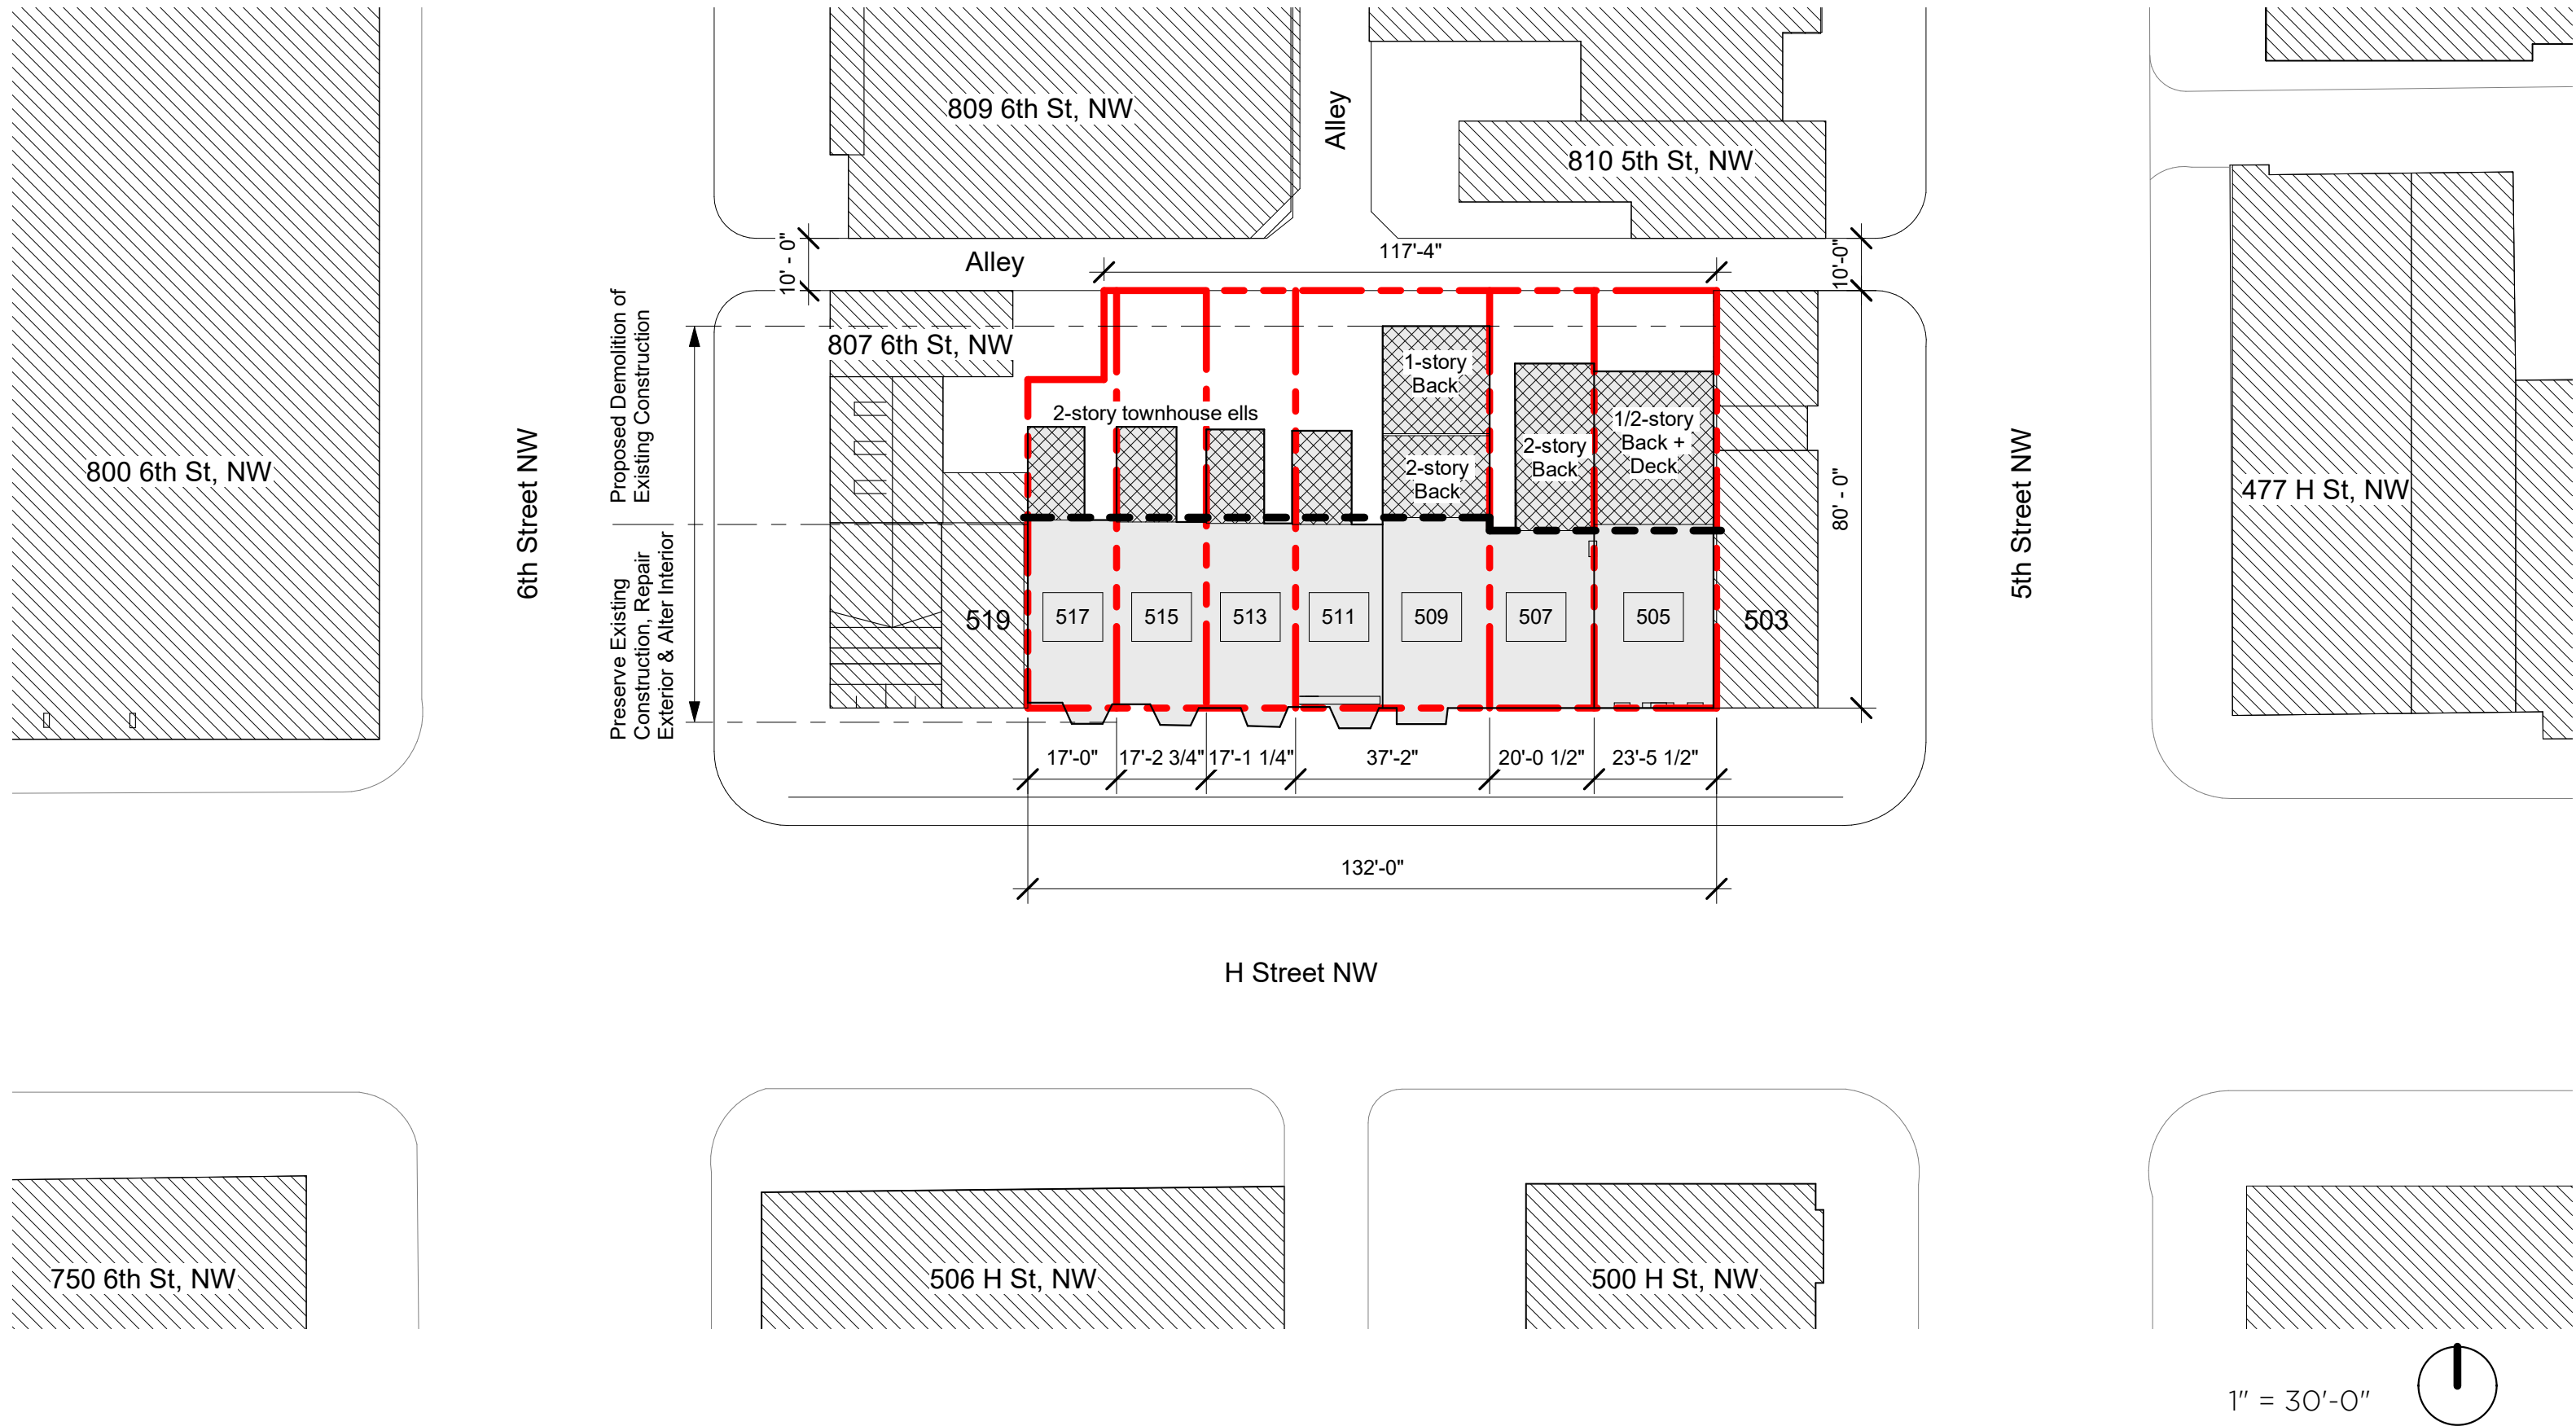 809 6th St, NW
Alley
810 5th St, NW
10' - 0"
Alley
117'-4"
10'-0"
Proposed Demolition of
Existing Construction
807 6th St, NW
1-story
Back
2-story townhouse ells
1/2-story
Back +
Deck
2-story
Back
2-story
Back
800 6th St, NW
6th Street NW
80' - 0"
5th Street NW
477 H St, NW
Preserve Existing
Construction, Repair
Exterior & Alter Interior
519
517
515
513
511
509
507
505
503
17'-0"
17'-2 3/4"
17'-1 1/4"
37'-2"
20'-0 1/2"
23'-5 1/2"
132'-0"
H Street NW
750 6th St, NW
506 H St, NW
500 H St, NW
1" = 30'-0"